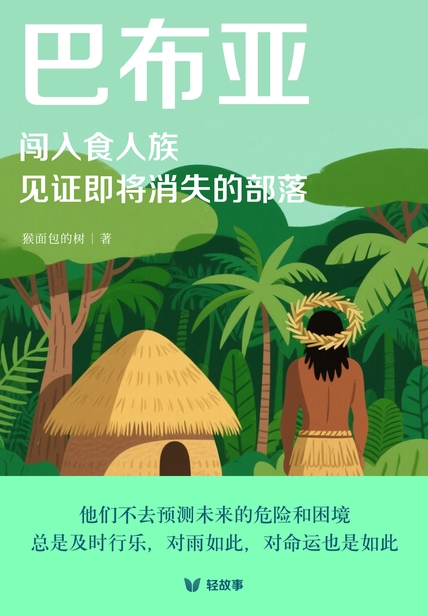 巴布亚
闯入食人族
见证即将消失的部落
猴面包的树｜著
他们不去预测未来的危险和困境
总是及时行乐，对雨如此，对命运也是如此
轻故事